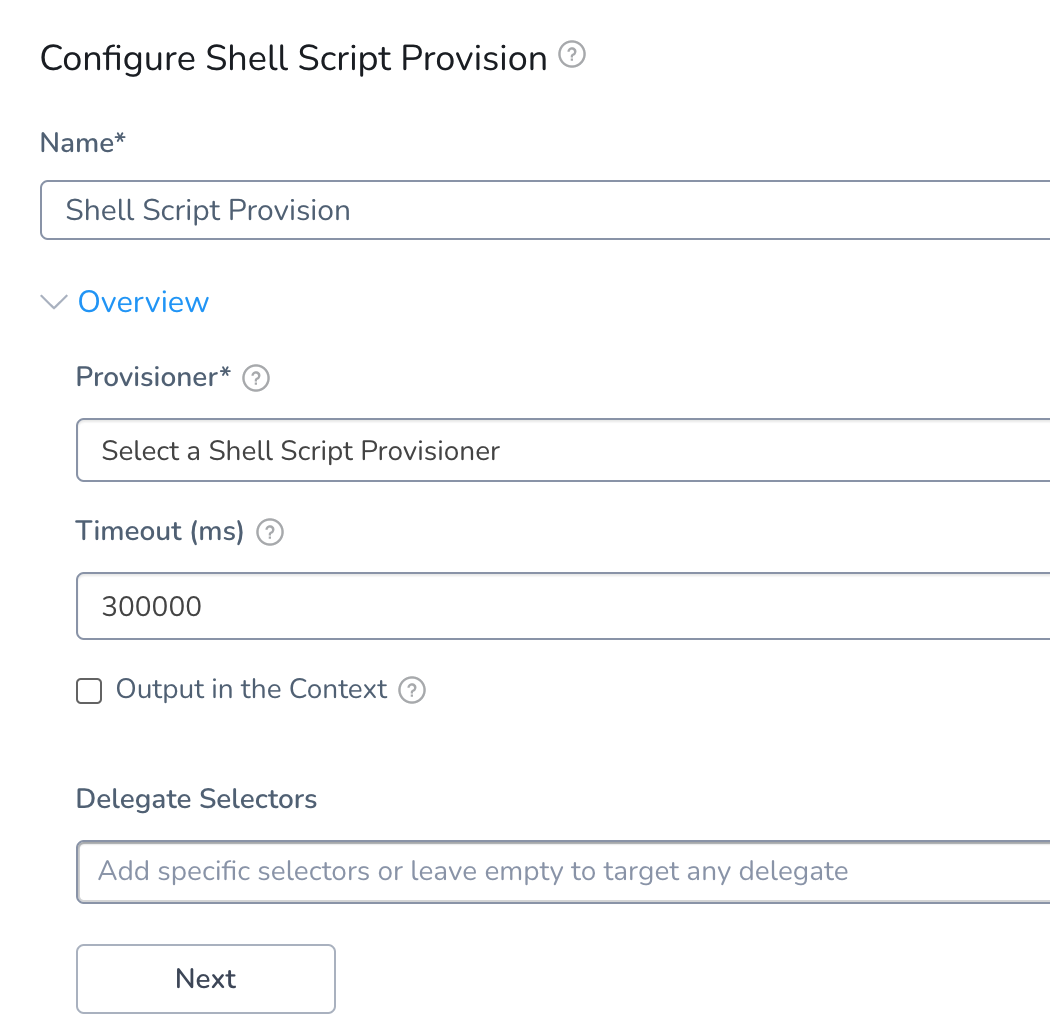 Configure Shell Script Provision ?
Name*
Shell Script Provision
Overview
Provisioner* ?
Select a Shell Script Provisioner
Timeout (ms) ?
300000
Output in the Context ?
Delegate Selectors
Add specific selectors or leave empty to target any delegate
Next